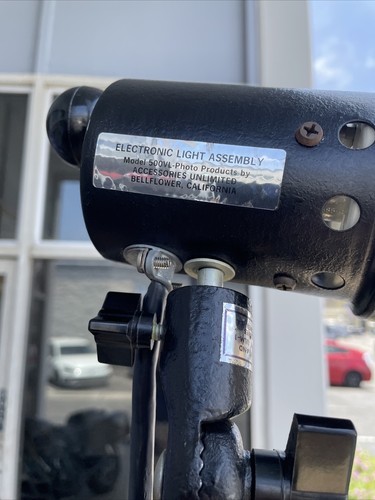 ELECTRONIC LIGHT ASSEMBLY
Model 500VL-Photo Products by
ACCESSORIES UNLIMITED
BELLFLOWER, CALIFORNIA